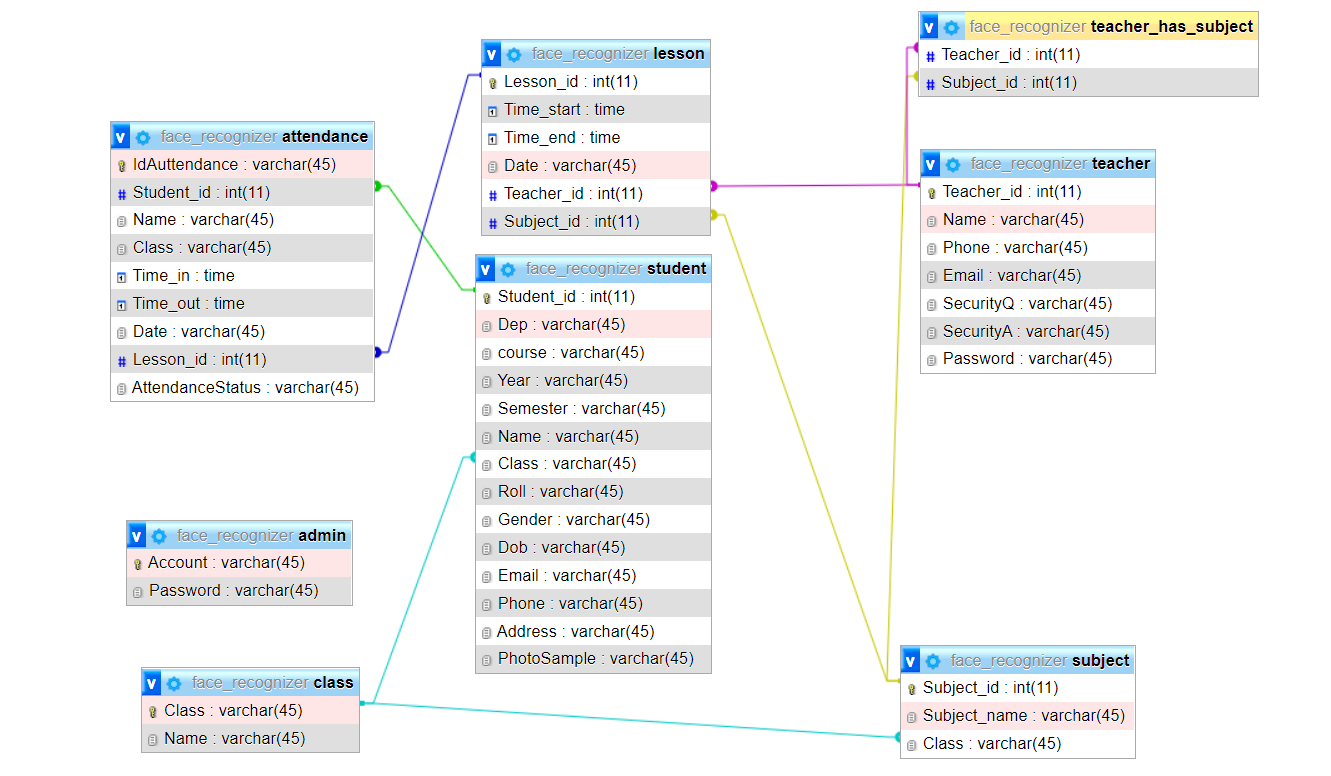 face_recognizer attendance
IdAuttendance : varchar(45)
Student_id : int(11)
Name : varchar(45)
Class : varchar(45)
Time_in : time
Time_out : time
Date : varchar(45)
Lesson_id : int(11)
AttendanceStatus : varchar(45)
v face_recognizer admin
Account : varchar(45)
Password : varchar(45)
v face_recognizer class
Class : varchar(45)
Name : varchar(45)
v face_recognizer lesson
Lesson_id : int(11)
Time_start : time
Time_end : time
Date : varchar(45)
# Teacher_id : int(11)
# Subject_id : int(11)
v face_recognizer student
Student_id : int(11)
Dep : varchar(45)
course : varchar(45)
Year : varchar(45)
Semester : varchar(45)
Name : varchar(45)
Class : varchar(45)
Roll : varchar(45)
Gender : varchar(45)
Dob : varchar(45)
Email : varchar(45)
Phone : varchar(45)
Address : varchar(45)
PhotoSample : varchar(45)
v face_recognizer teacher_has_subject
# Teacher_id : int(11)
# Subject_id : int(11)
v face_recognizer teacher
Teacher_id : int(11)
Name : varchar(45)
Phone : varchar(45)
Email : varchar(45)
SecurityQ : varchar(45)
SecurityA : varchar(45)
Password : varchar(45)
v face_recognizer subject
Subject_id : int(11)
Subject_name : varchar(45)
Class : varchar(45)